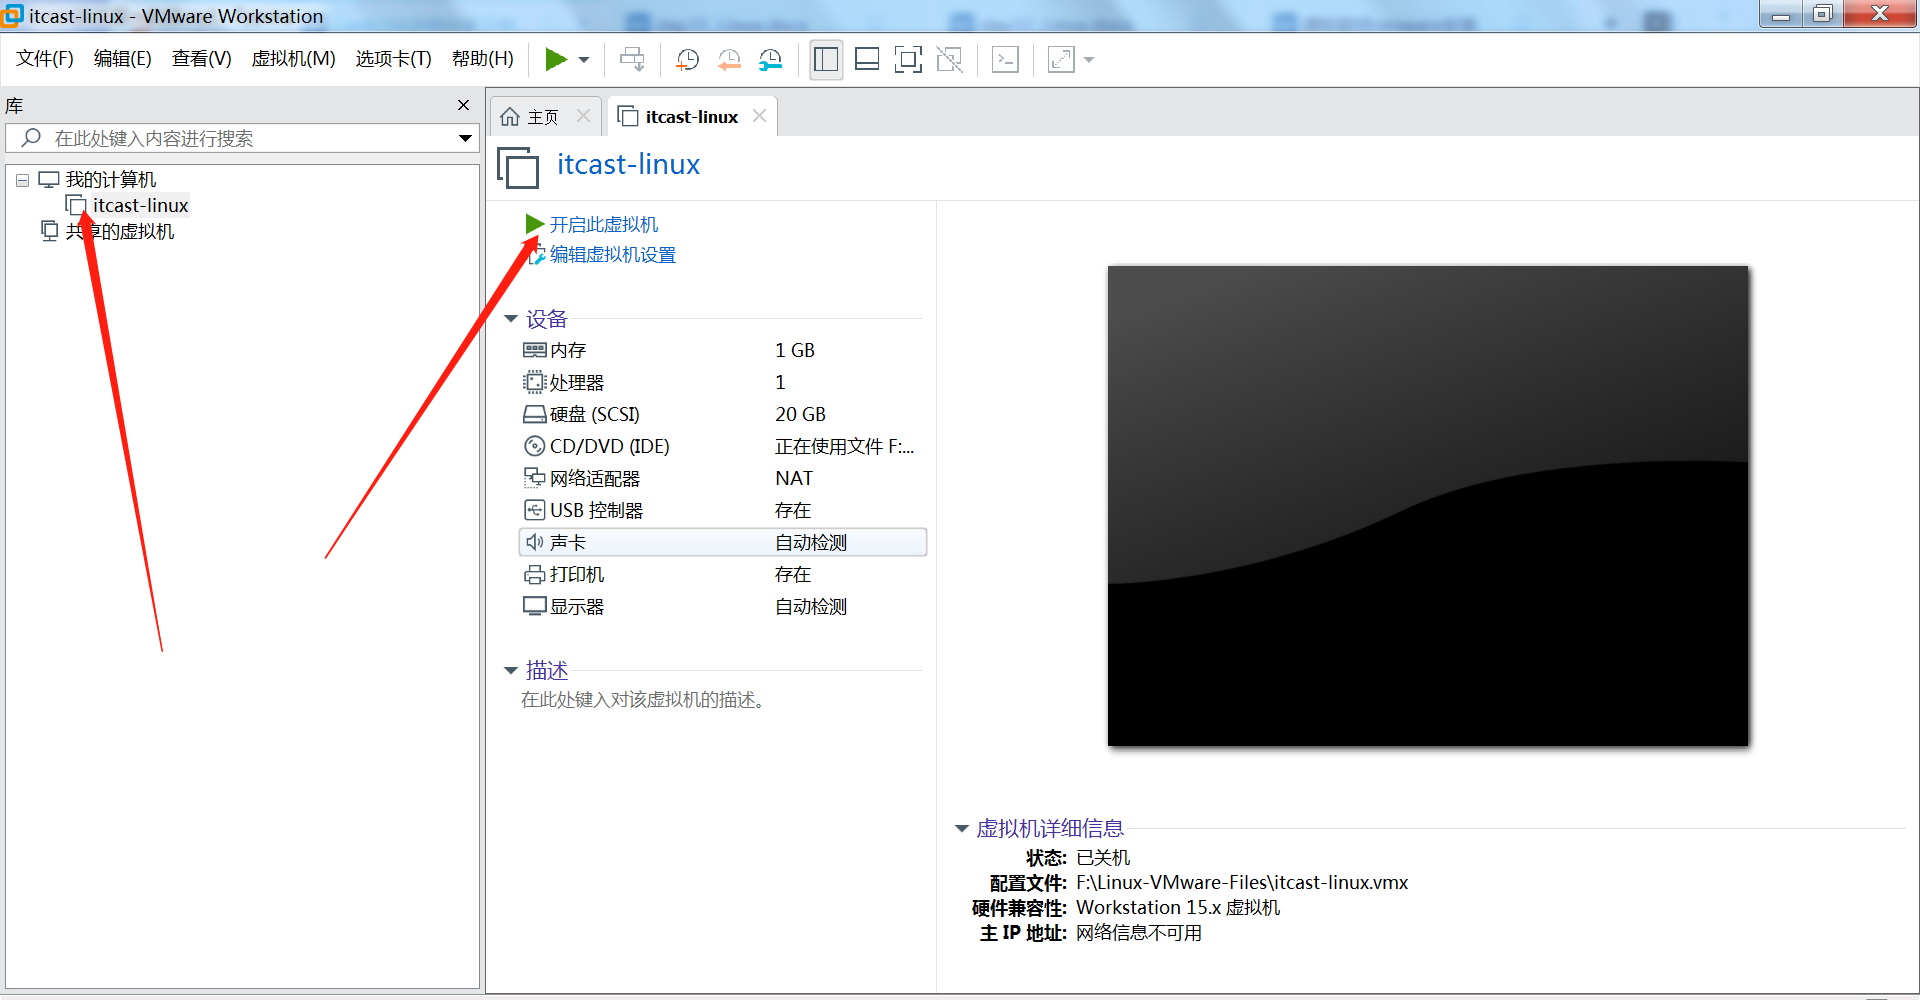 itcast-linux - VMware Workstation
文件(F) 编辑(E) 查看(V) 虚拟机(M) 选项卡(T) 帮助(H)
库
在此处键入内容进行搜索
我的计算机
itcast-linux
共享的虚拟机
主页
itcast-linux
itcast-linux
开启此虚拟机
编辑虚拟机设置
设备
内存 1 GB
处理器 1
硬盘 (SCSI) 20 GB
CD/DVD (IDE) 正在使用文件 F:...
网络适配器 NAT
USB 控制器 存在
声卡 自动检测
打印机 存在
显示器 自动检测
描述
在此处键入对该虚拟机的描述。
虚拟机详细信息
状态: 已关机
配置文件: F:\Linux-VMware-Files\itcast-linux.vmx
硬件兼容性: Workstation 15.x 虚拟机
主 IP 地址: 网络信息不可用